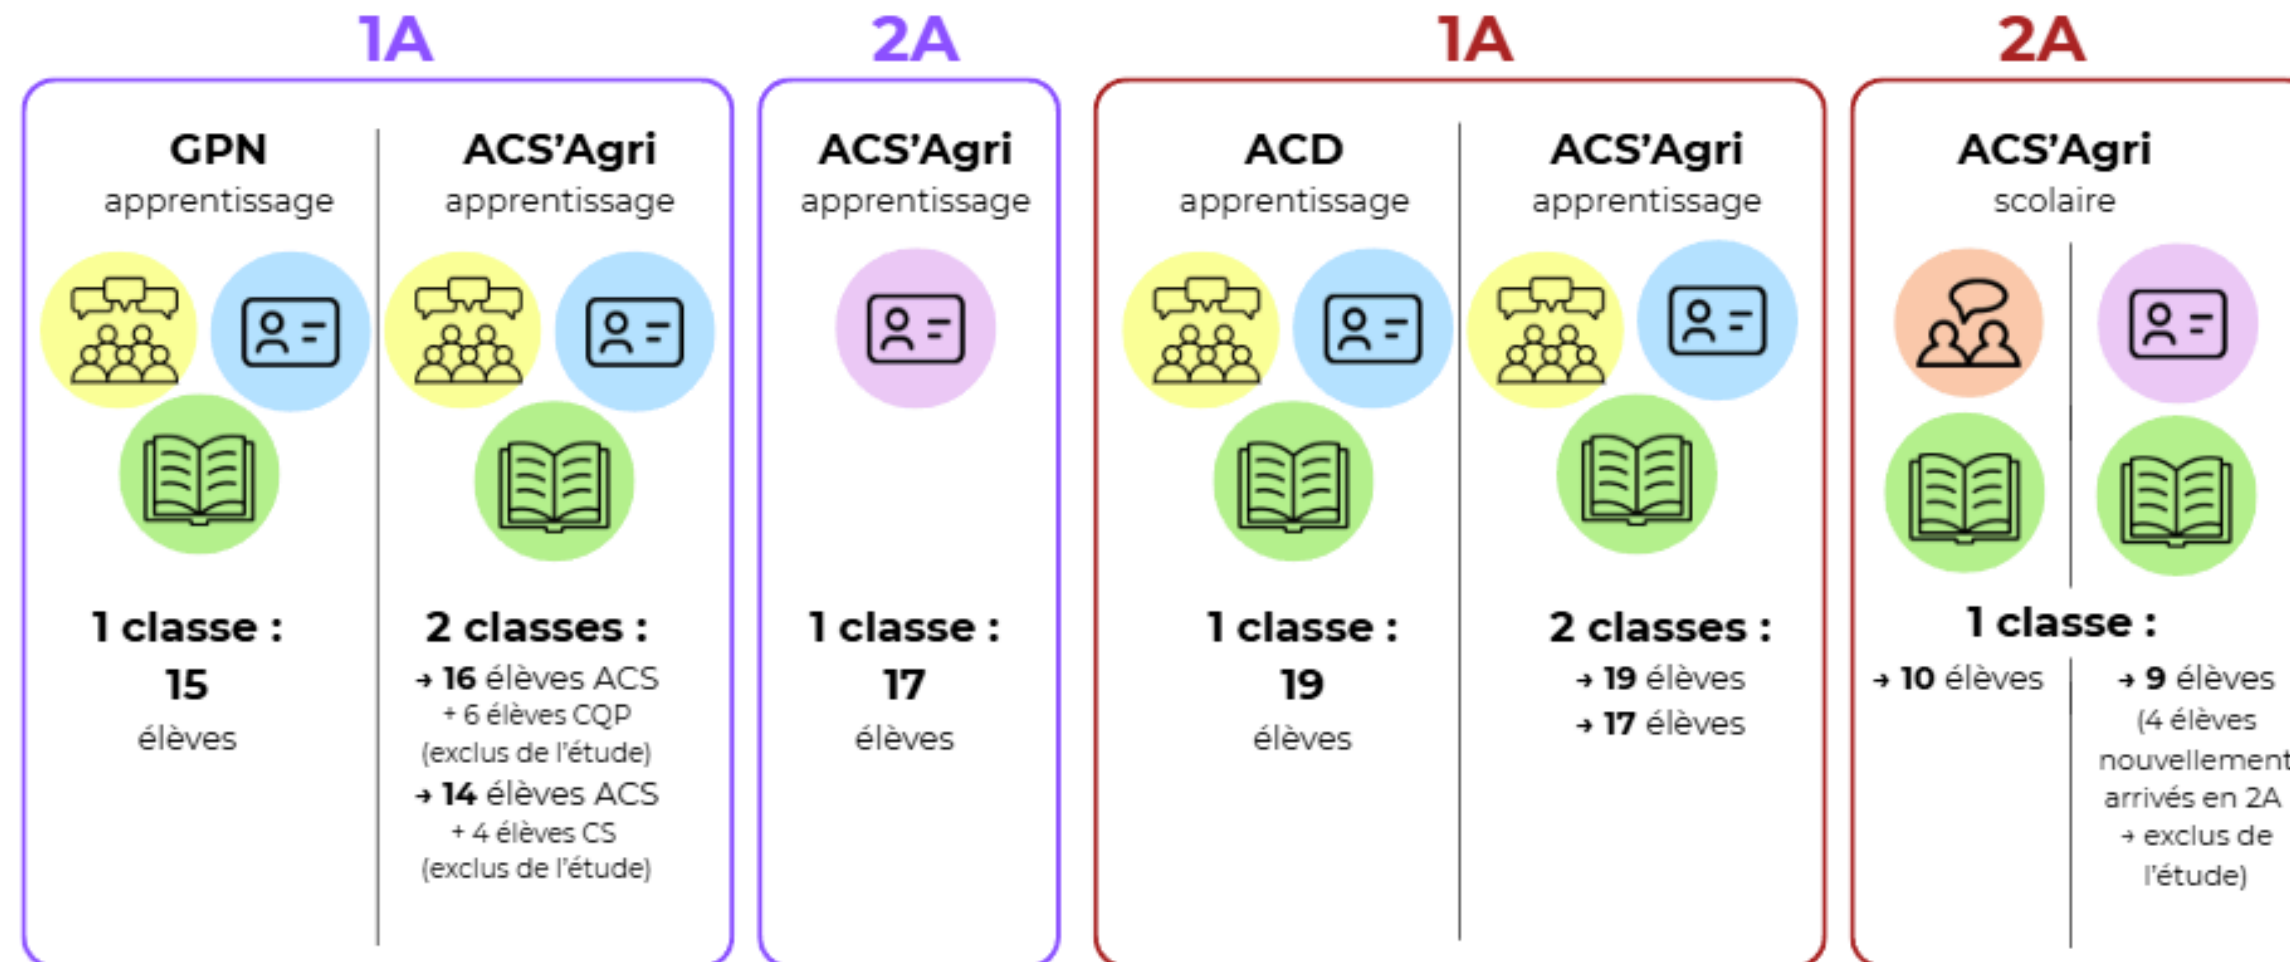 1A
GPN
apprentissage
1 classe :
15
élèves
ACS’Agri
apprentissage
2 classes :
→ 16 élèves ACS
+ 6 élèves CQP
(exclus de l'étude)
→ 14 élèves ACS
+ 4 élèves CS
(exclus de l'étude)
2A
ACS’Agri
apprentissage
1 classe :
17
élèves
1A
ACD
apprentissage
1 classe :
19
élèves
ACS’Agri
apprentissage
2 classes :
→ 19 élèves
→ 17 élèves
2A
ACS’Agri
scolaire
1 classe :
→ 10 élèves
→ 9 élèves
(4 élèves
nouvellement
arrivés en 2A
→ exclus de
l'étude)